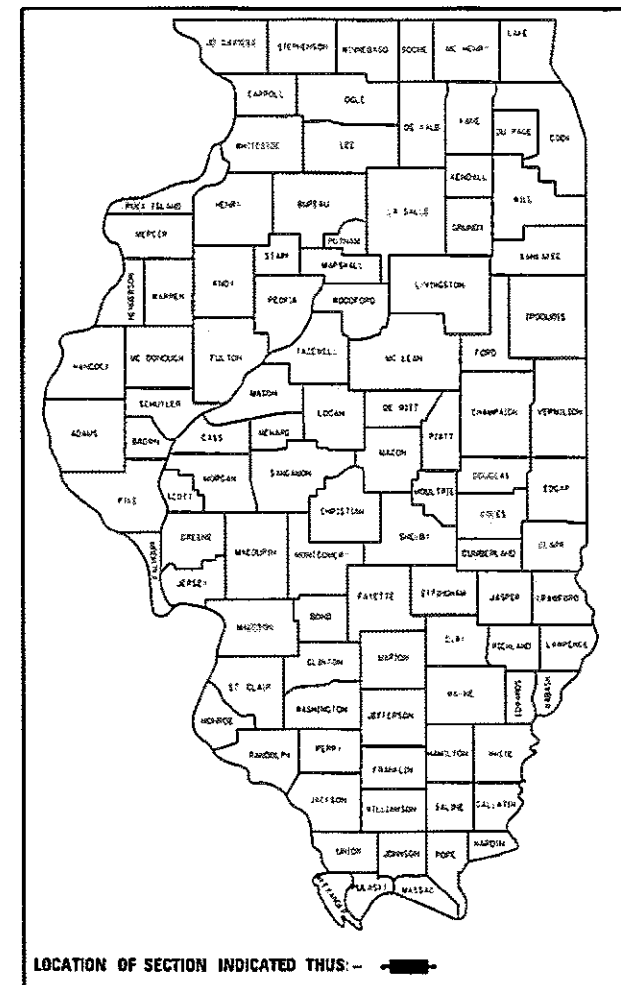 JO DAVIESS STEPHENSON WINNEBAGO BOONE MC HENRY LAKE
CARROLL OGLE DE KALB KANE DU PAGE COOK
WHITESIDE LEE KENDALL WILL
ROCK ISLAND HENRY BUREAU LA SALLE GRUNDY
MERCER PUTNAM KANKAKEE
STARK MARSHALL
HENDERSON WARREN KNOX PEORIA WOODFORD LIVINGSTON IROQUOIS
HANCOCK MC DONOUGH FULTON TAZEWELL MC LEAN FORD
SCHUYLER MASON LOGAN DE WITT CHAMPAIGN VERMILION
ADAMS BROWN CASS MENARD MACON PIATT
PIKE SCOTT MORGAN SANGAMON CHRISTIAN MOULTRIE DOUGLAS EDGAR
COLES
GREENE MACOUPIN MONTGOMERY SHELBY CUMBERLAND CLARK
CALHOUN JERSEY
MADISON BOND FAYETTE EFFINGHAM JASPER CRAWFORD
CLAY RICHLAND LAWRENCE
CLINTON MARION
ST CLAIR WAYNE EDWARDS WABASH
MONROE WASHINGTON JEFFERSON
RANDOLPH PERRY HAMILTON WHITE
FRANKLIN
JACKSON WILLIAMSON SALINE GALLATIN
UNION JOHNSON POPE HARDIN
ALEXANDER PULASKI MASSAC
LOCATION OF SECTION INDICATED THUS: -